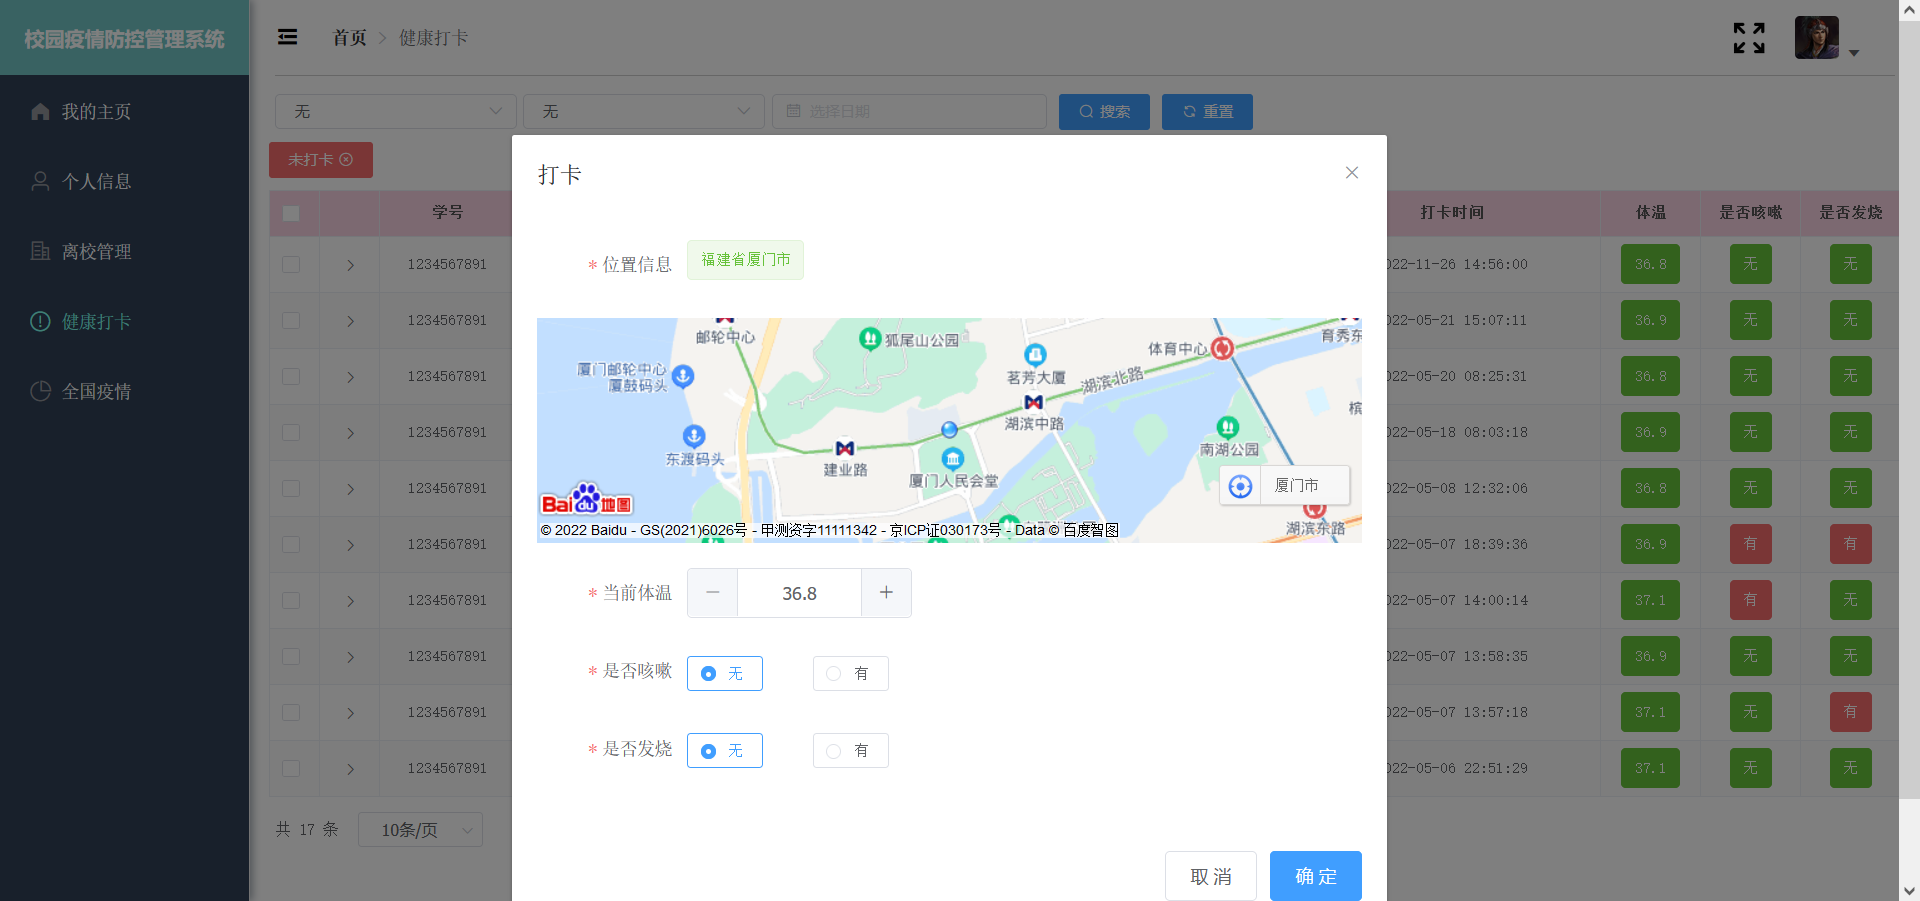 校园疫情防控管理系统
首页 > 健康打卡
我的主页
个人信息
离校管理
健康打卡
全国疫情
无
无
选择日期
搜索
重置
未打卡
学号
打卡时间
体温
是否咳嗽
是否发烧
1234567891
022-11-26 14:56:00
36.8
无
无
1234567891
022-05-21 15:07:11
36.9
无
无
1234567891
022-05-20 08:25:31
36.8
无
无
1234567891
022-05-18 08:03:18
36.9
无
无
1234567891
022-05-08 12:32:06
36.8
无
无
1234567891
022-05-07 18:39:36
36.9
有
有
1234567891
022-05-07 14:00:14
37.1
有
无
1234567891
022-05-07 13:58:35
36.9
无
无
1234567891
022-05-07 13:57:18
37.1
无
有
1234567891
022-05-06 22:51:29
37.1
无
无
共 17 条
10条/页
打卡
* 位置信息
福建省厦门市
邮轮中心
狐尾山公园
体育中心
育秀东
厦门邮轮中心
厦鼓码头
茗芳大厦
湖滨北路
湖滨中路
槟
东渡码头
建业路
厦门人民会堂
南湖公园
厦门市
湖滨东路
Bai du 地图
© 2022 Baidu - GS(2021)6026号 - 甲测资字11111342 - 京ICP证030173号 - Data © 百度智图
* 当前体温
36.8
* 是否咳嗽
无
有
* 是否发烧
无
有
取消
确定